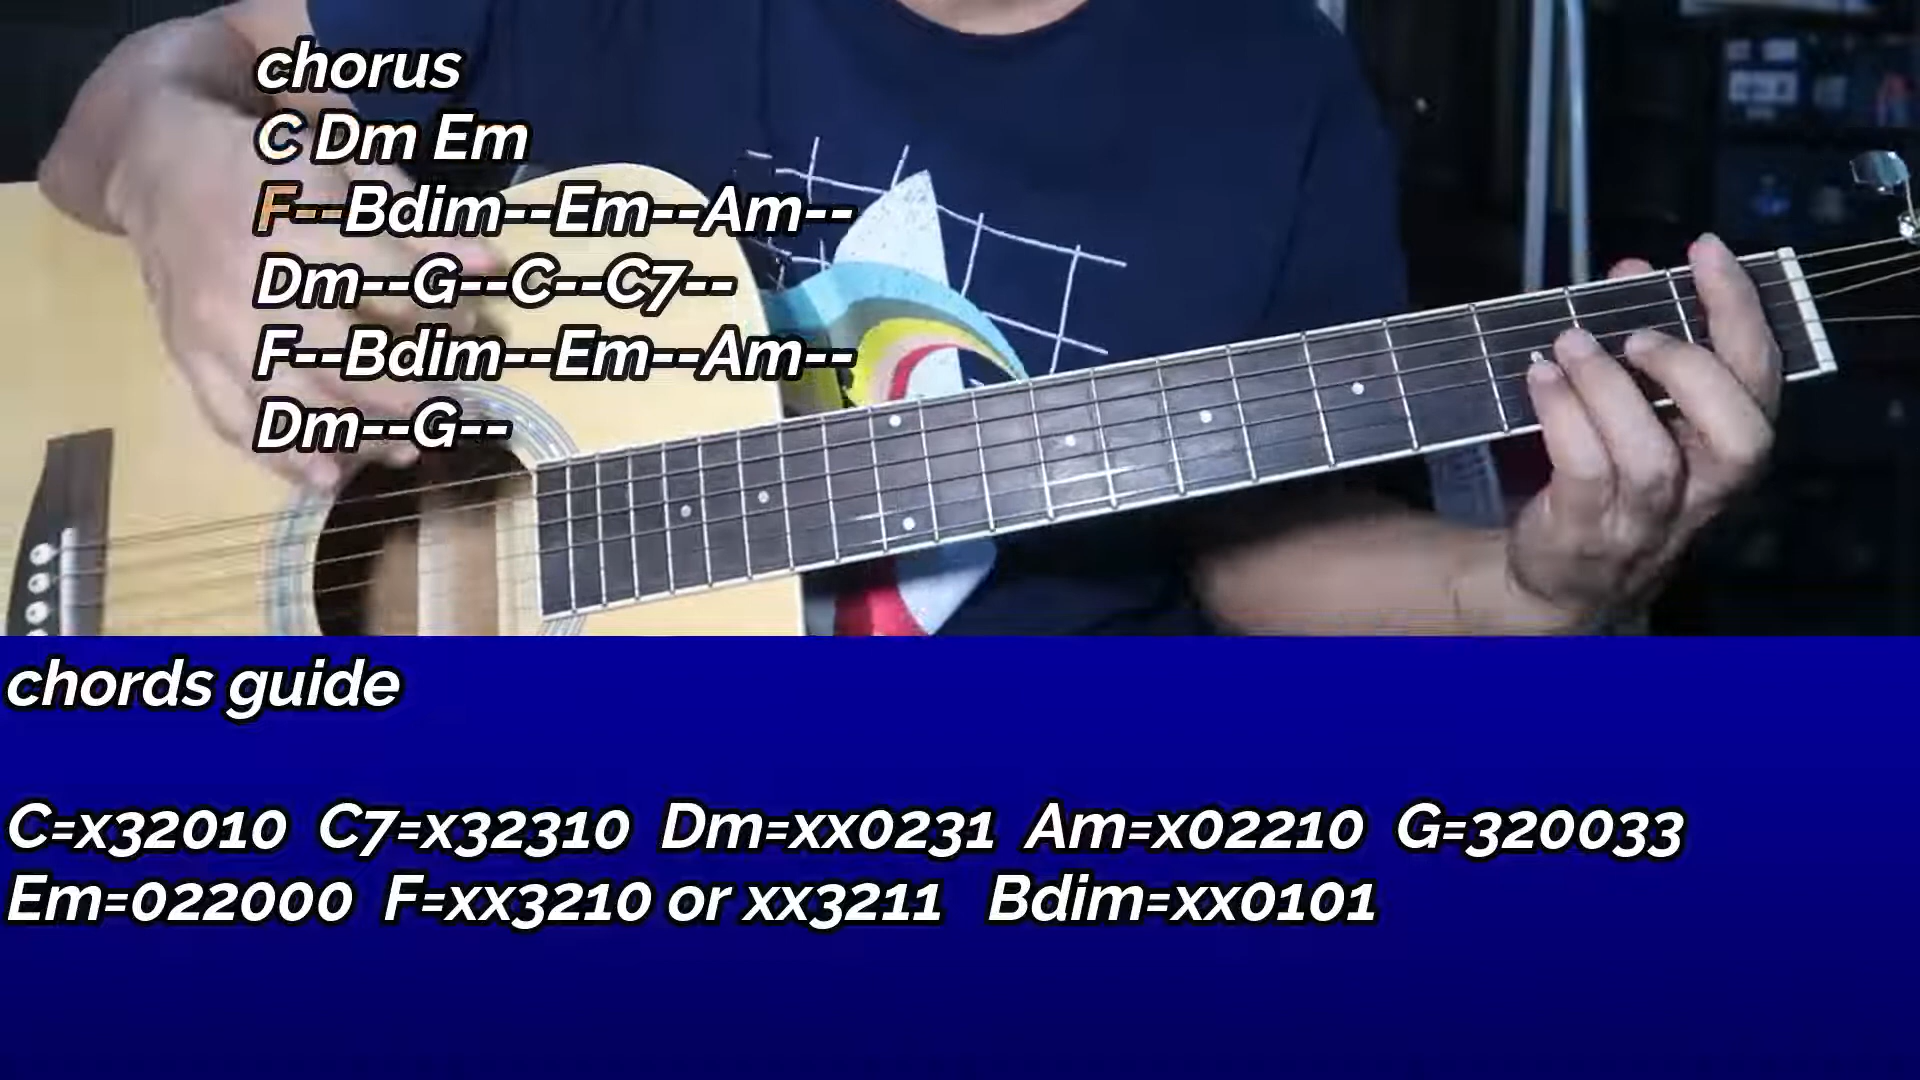 chorus
C Dm Em
F--Bdim--Em--Am--
Dm--G--C--C7--
F--Bdim--Em--Am--
Dm--G--
chords guide
C=x32010 C7=x32310 Dm=xx0231 Am=x02210 G=320033
Em=022000 F=xx3210 or xx3211 Bdim=xx0101